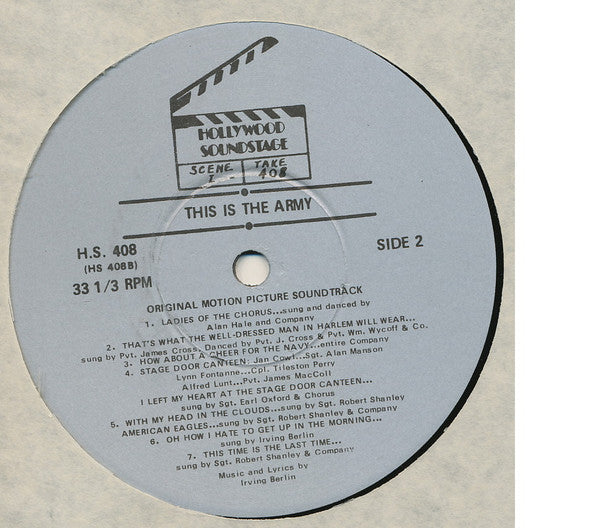 HOLLYWOOD
SOUNDSTAGE
SCENE TAKE
1 408
THIS IS THE ARMY
H.S. 408
(HS 408B)
33 1/3 RPM
SIDE 2
ORIGINAL MOTION PICTURE SOUNDTRACK
1. LADIES OF THE CHORUS...sung and danced by
Alan Hale and Company
2. THAT'S WHAT THE WELL-DRESSED MAN IN HARLEM WILL WEAR...
sung by Pvt. James Cross. Danced by Pvt. J. Cross & Pvt. Wm. Wycoff & Co.
3. HOW ABOUT A CHEER FOR THE NAVY...entire Company
4. STAGE DOOR CANTEEN: Jan Cowl...Sgt. Alan Manson
Lynn Fontanne...Cpl. Tileston Perry
Alfred Lunt...Pvt. James MacColl
I LEFT MY HEART AT THE STAGE DOOR CANTEEN...
sung by Sgt. Earl Oxford & Chorus
5. WITH MY HEAD IN THE CLOUDS...sung by Sgt. Robert Shanley
AMERICAN EAGLES...sung by Sgt. Robert Shanley & Company
6. OH HOW I HATE TO GET UP IN THE MORNING...
sung by Irving Berlin
7. THIS TIME IS THE LAST TIME...
sung by Sgt. Robert Shanley & Company
Music and Lyrics by
Irving Berlin